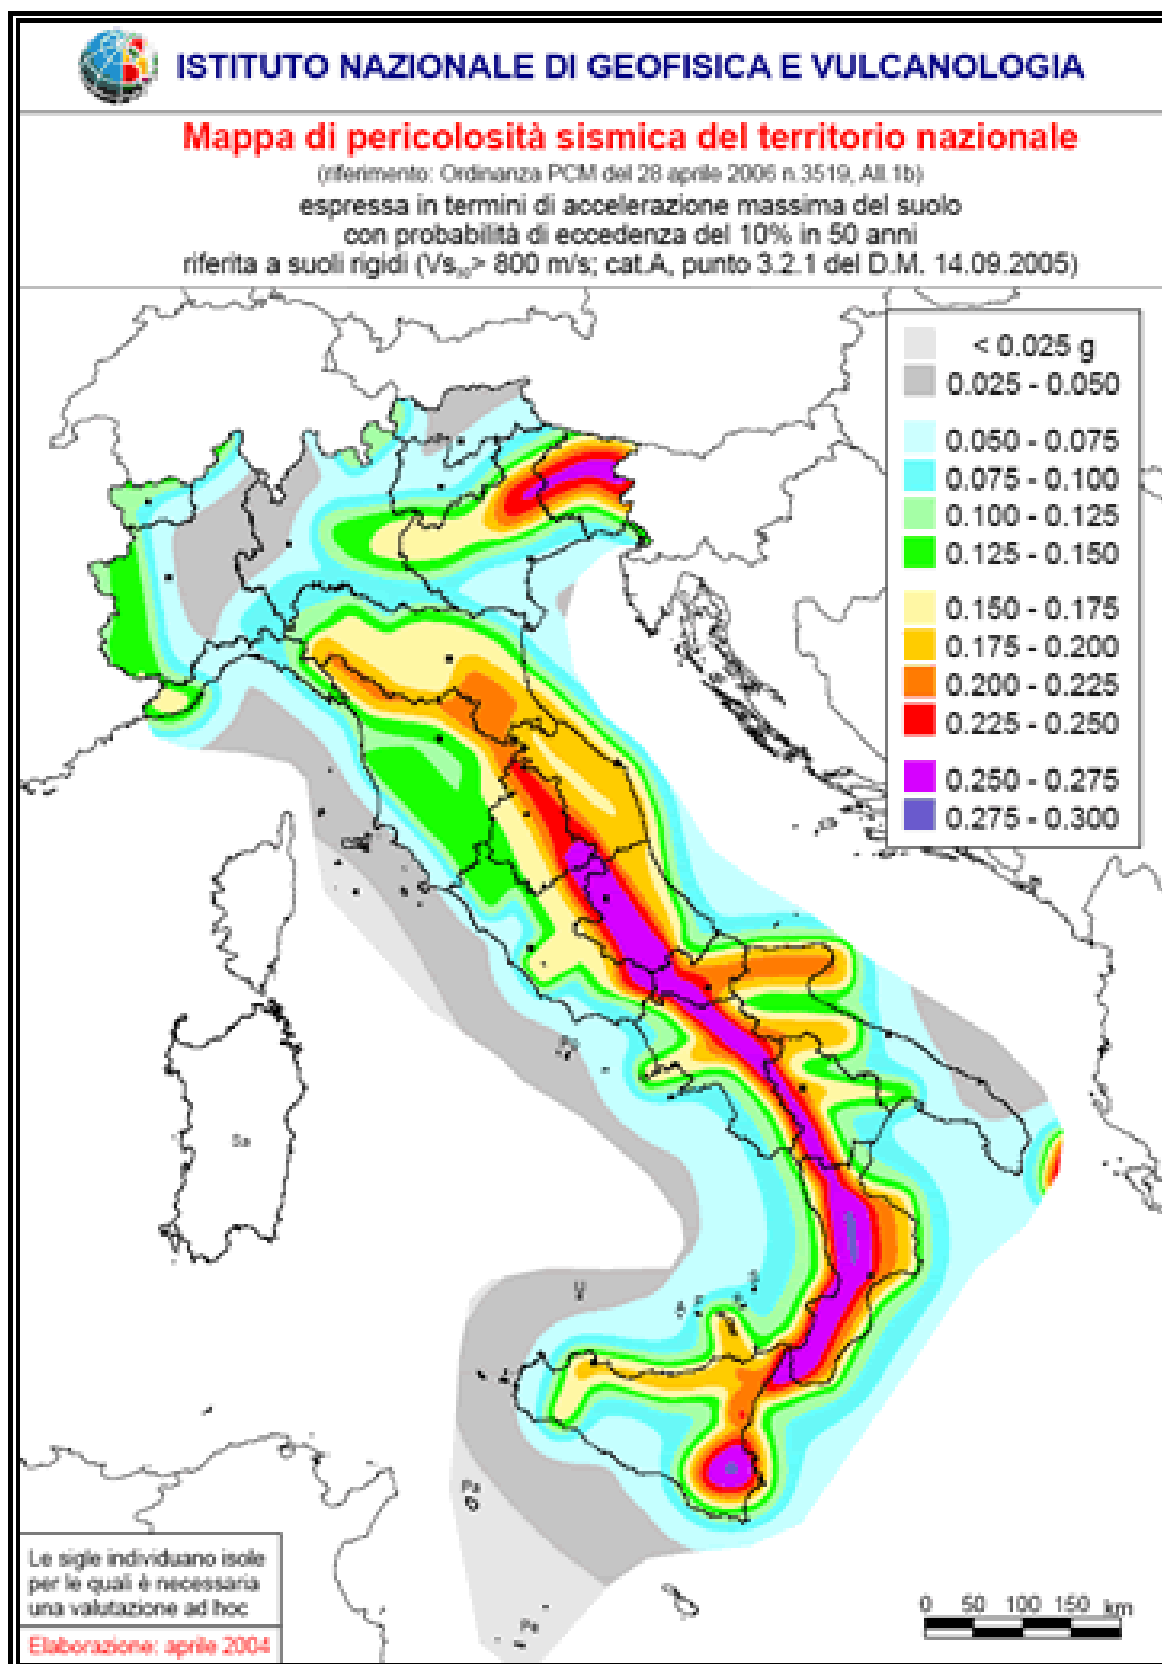 ISTITUTO NAZIONALE DI GEOFISICA E VULCANOLOGIA
Mappa di pericolosità sismica del territorio nazionale
(riferimento: Ordinanza PCM del 28 aprile 2006 n.3519, All.1b)
espressa in termini di accelerazione massima del suolo
con probabilità di eccedenza del 10% in 50 anni
riferita a suoli rigidi (Vs₃₀> 800 m/s; cat.A, punto 3.2.1 del D.M. 14.09.2005)
< 0.025 g
0.025 - 0.050
0.050 - 0.075
0.075 - 0.100
0.100 - 0.125
0.125 - 0.150
0.150 - 0.175
0.175 - 0.200
0.200 - 0.225
0.225 - 0.250
0.250 - 0.275
0.275 - 0.300
Sa
U
Pa
Pe
Le sigle individuano isole
per le quali è necessaria
una valutazione ad hoc
Elaborazione: aprile 2004
0 50 100 150 km